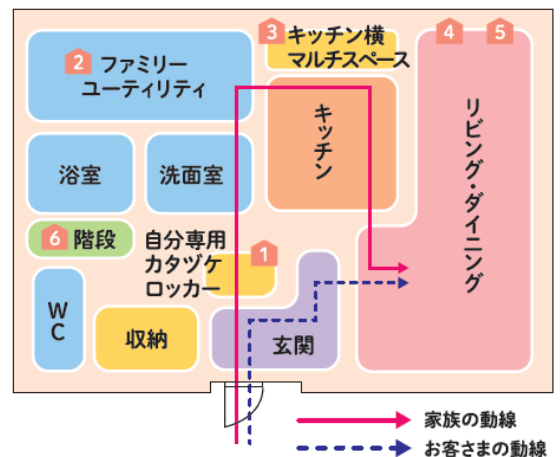 3 キッチン横
マルチスペース
4
5
2 ファミリー
ユーティリティ
キッチン
リビング・ダイニング
浴室
洗面室
6 階段
自分専用
カタヅケ
ロッカー
1
WC
収納
玄関
家族の動線
お客さまの動線